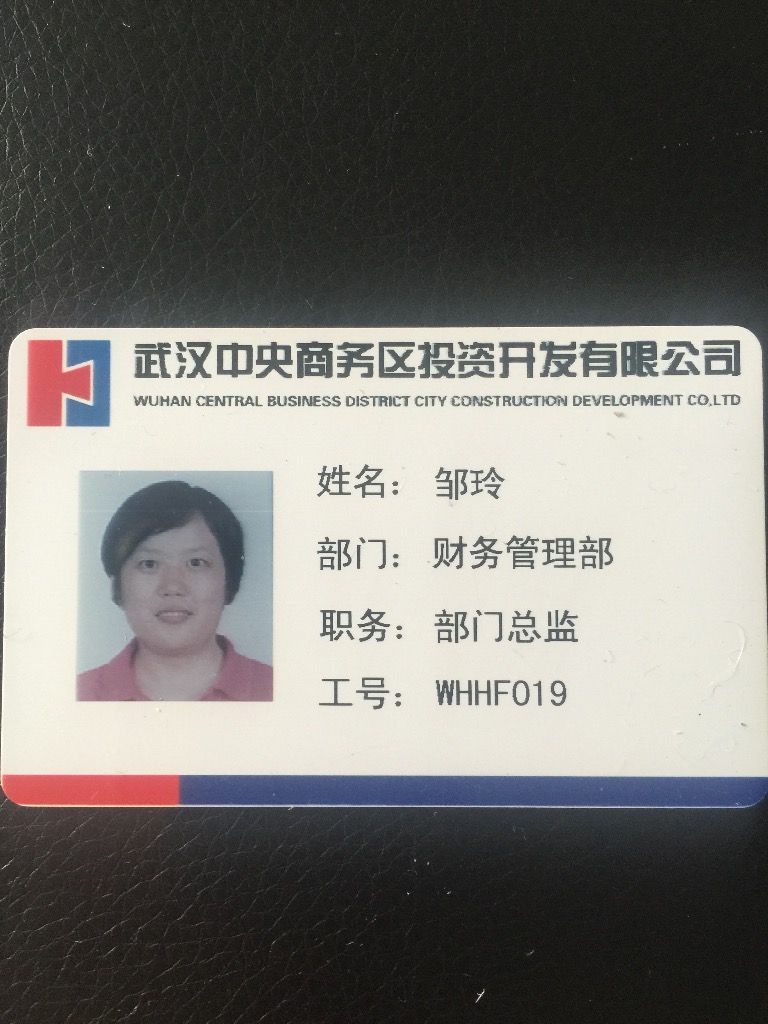 武汉中央商务区投资开发有限公司
WUHAN CENTRAL BUSINESS DISTRICT CITY CONSTRUCTION DEVELOPMENT CO,LTD
姓名： 邹玲
部门： 财务管理部
职务： 部门总监
工号： WHHF019